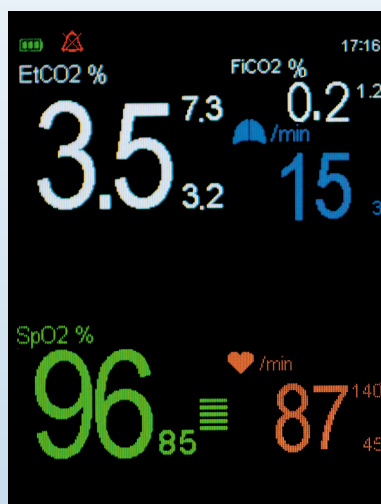 17:16
EtCO2 %
FiCO2 %
3.5
7.3
3.2
0.2
1.2
/min
15
3
SpO2 %
96
85
/min
87
140
45